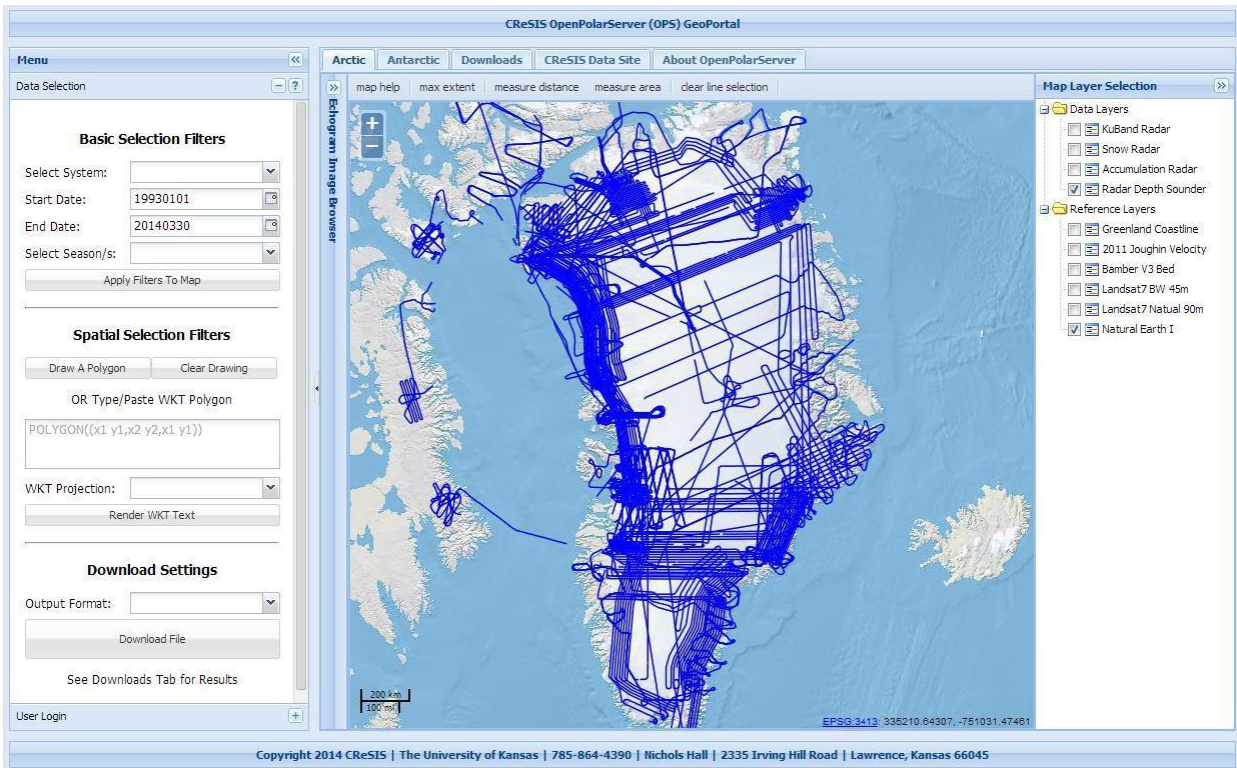 CReSIS OpenPolarServer (OPS) GeoPortal
Menu
Data Selection
Basic Selection Filters
Select System:
Start Date: 19930101
End Date: 20140330
Select Season/s:
Apply Filters To Map
Spatial Selection Filters
Draw A Polygon Clear Drawing
OR Type/Paste WKT Polygon
POLYGON((x1 y1,x2 y2,x1 y1))
WKT Projection:
Render WKT Text
Download Settings
Output Format:
Download File
See Downloads Tab for Results
User Login
Arctic Antarctic Downloads CReSIS Data Site About OpenPolarServer
Echogram Image Browser
map help max extent measure distance measure area clear line selection
200 km
100 mi
EPSG:3413: 335210.64307, -751031.47461
Map Layer Selection
Data Layers
KuBand Radar
Snow Radar
Accumulation Radar
Radar Depth Sounder
Reference Layers
Greenland Coastline
2011 Joughin Velocity
Bamber V3 Bed
Landsat7 BW 45m
Landsat7 Natual 90m
Natural Earth I
Copyright 2014 CReSIS | The University of Kansas | 785-864-4390 | Nichols Hall | 2335 Irving Hill Road | Lawrence, Kansas 66045